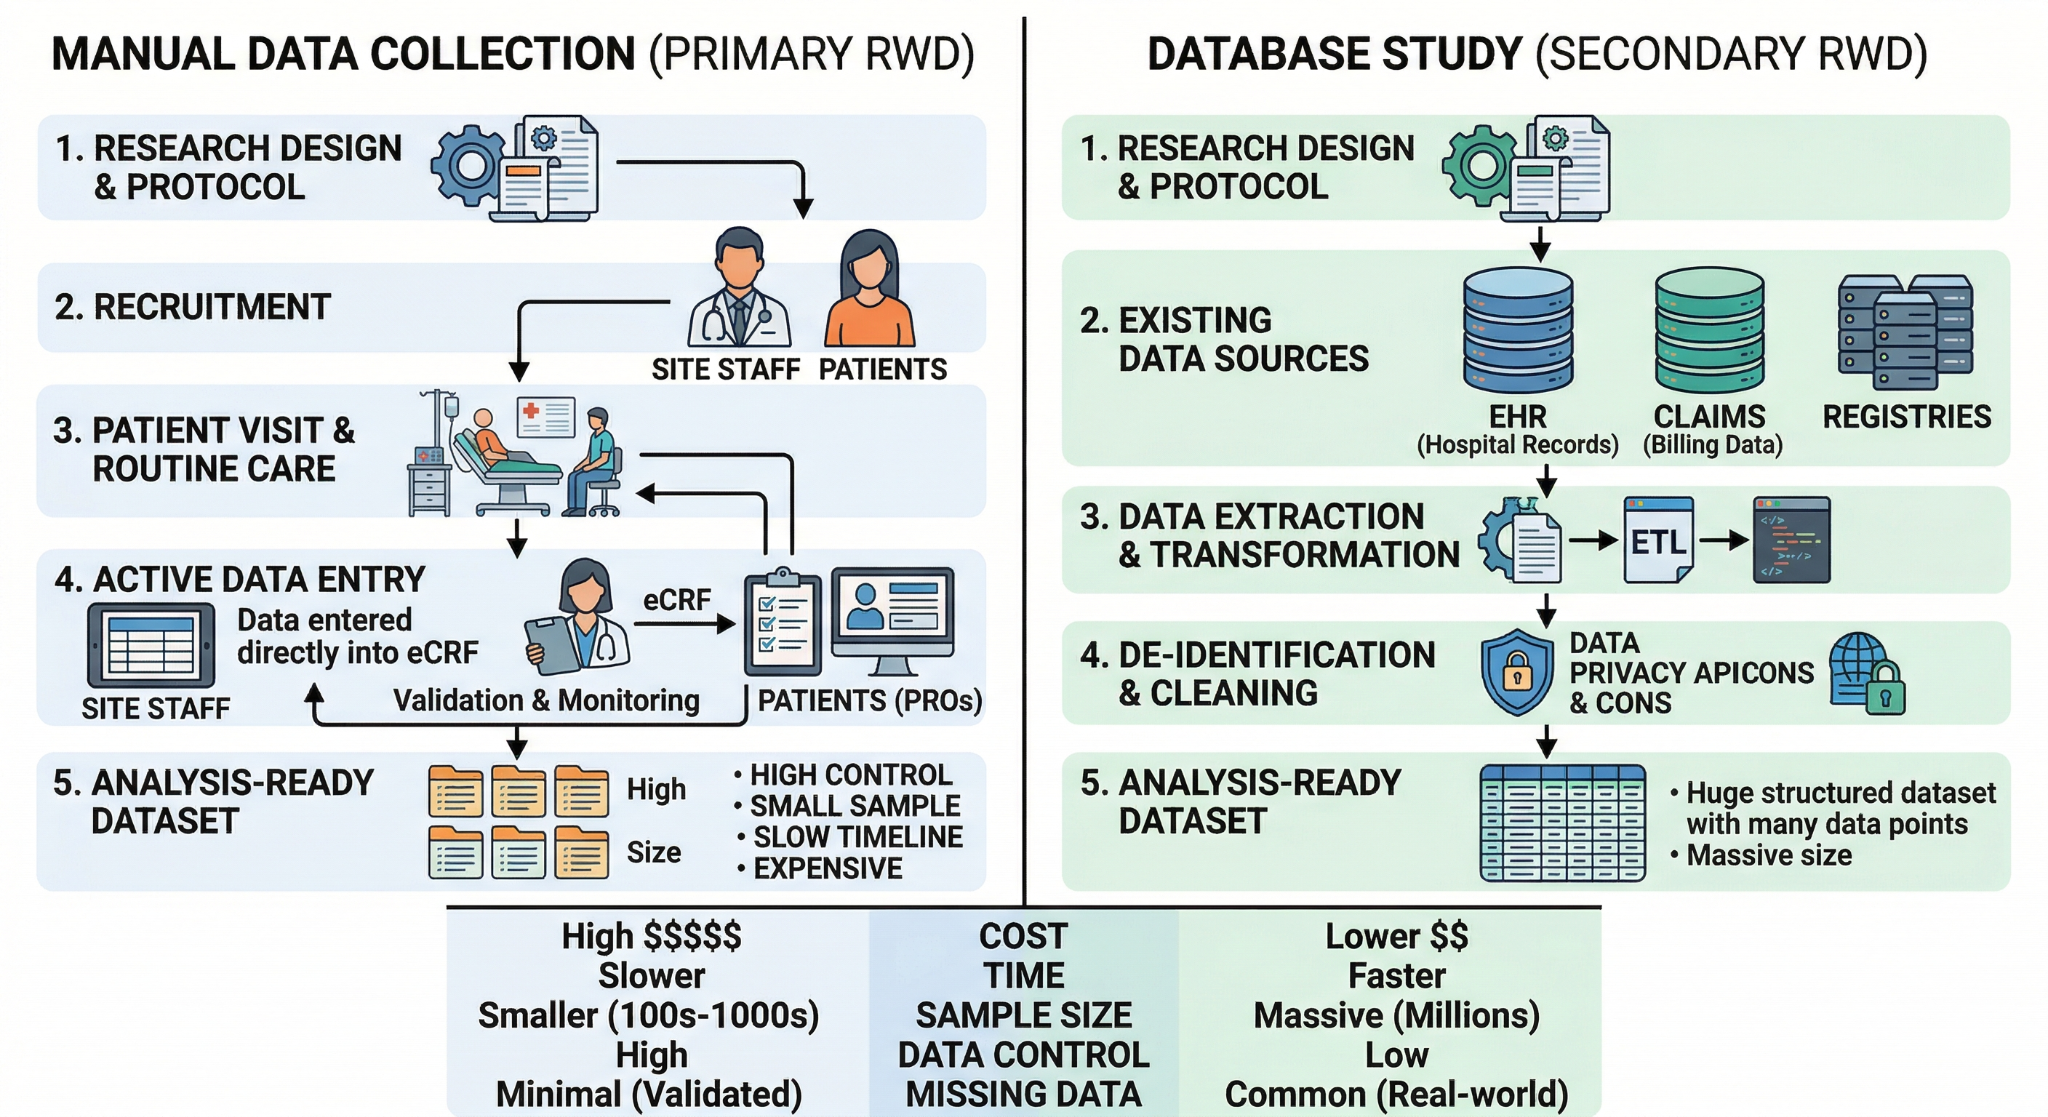 MANUAL DATA COLLECTION (PRIMARY RWD)
1. RESEARCH DESIGN
& PROTOCOL
2. RECRUITMENT
SITE STAFF
PATIENTS
3. PATIENT VISIT &
ROUTINE CARE
4. ACTIVE DATA ENTRY
Data entered
directly into eCRF
SITE STAFF
eCRF
Validation & Monitoring
PATIENTS (PROs)
5. ANALYSIS-READY
DATASET
High
Size
• HIGH CONTROL
• SMALL SAMPLE
• SLOW TIMELINE
• EXPENSIVE
DATABASE STUDY (SECONDARY RWD)
1. RESEARCH DESIGN
& PROTOCOL
2. EXISTING
DATA SOURCES
EHR
(Hospital Records)
CLAIMS
(Billing Data)
REGISTRIES
3. DATA EXTRACTION
& TRANSFORMATION
ETL
</>
>=/>
</>
4. DE-IDENTIFICATION
& CLEANING
DATA
PRIVACY APICONS
& CONS
5. ANALYSIS-READY
DATASET
• Huge structured dataset
with many data points
• Massive size
High $$$$$ COST Lower $$
Slower TIME Faster
Smaller (100s-1000s) SAMPLE SIZE Massive (Millions)
High DATA CONTROL Low
Minimal (Validated) MISSING DATA Common (Real-world)